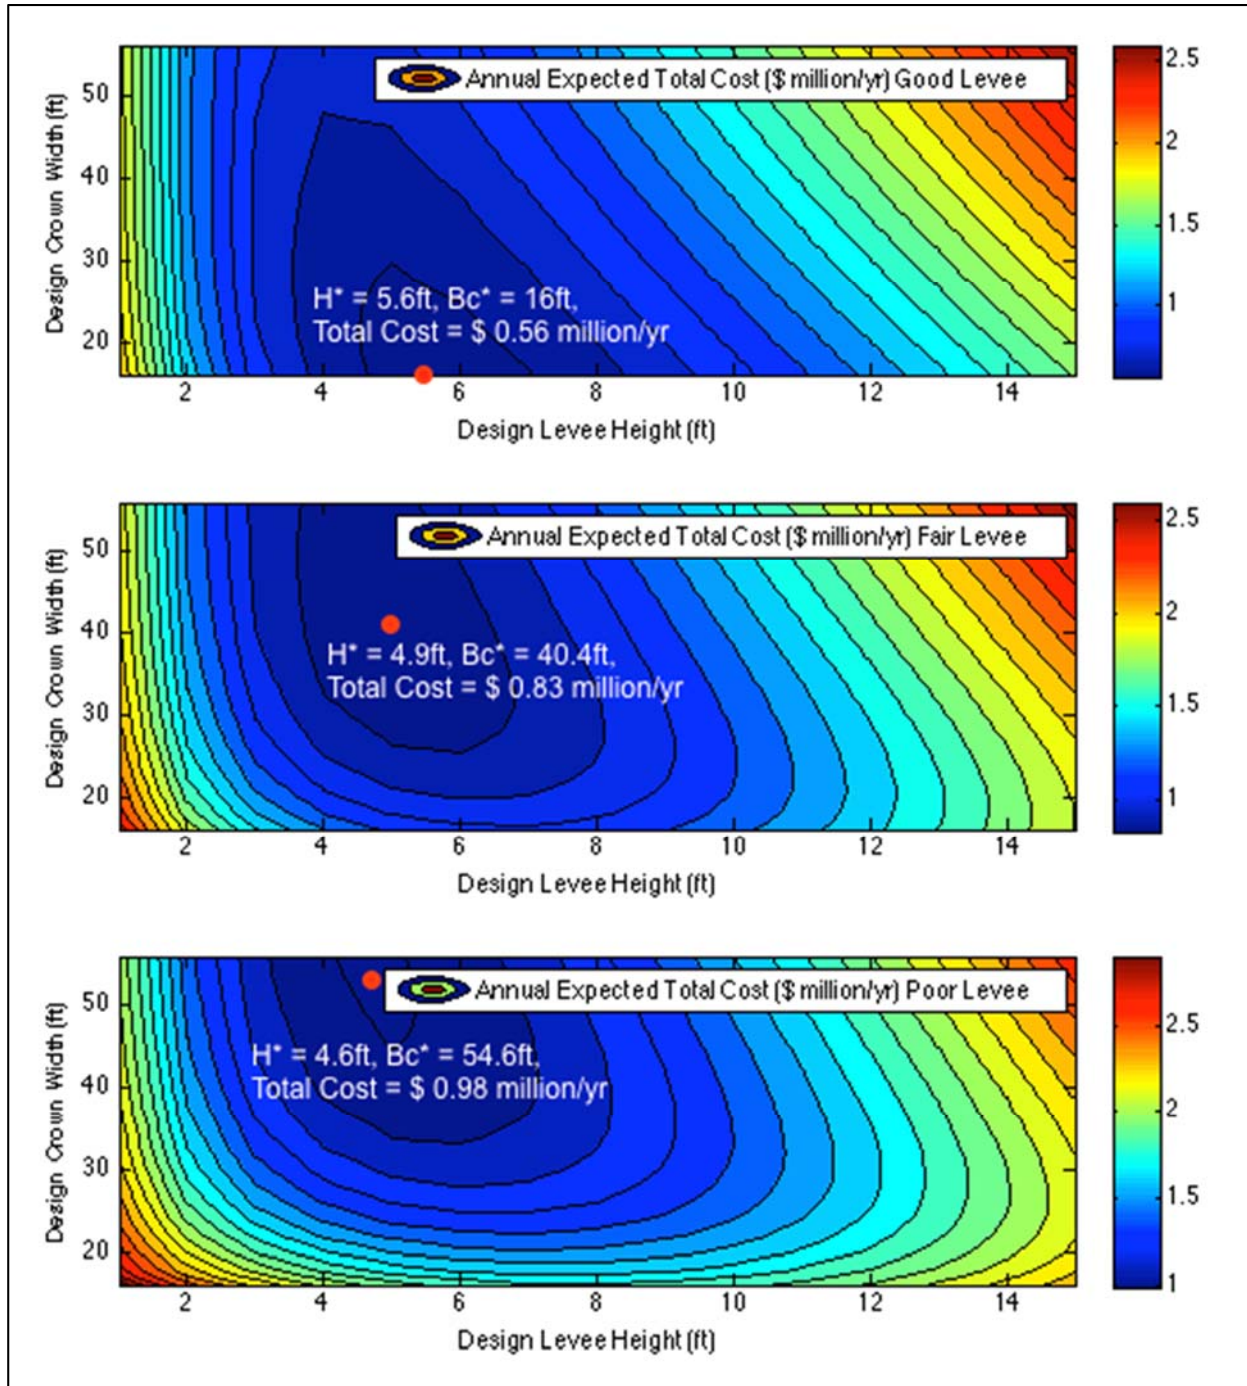 Annual Expected Total Cost ($ million/yr) Good Levee
50
40
30
20
Design Crown Width (ft)
H* = 5.6ft, Bc* = 16ft,
Total Cost = $ 0.56 million/yr
2 4 6 8 10 12 14
Design Levee Height (ft)
2.5
2
1.5
1
Annual Expected Total Cost ($ million/yr) Fair Levee
50
40
30
20
Design Crown Width (ft)
H* = 4.9ft, Bc* = 40.4ft,
Total Cost = $ 0.83 million/yr
2 4 6 8 10 12 14
Design Levee Height (ft)
2.5
2
1.5
1
Annual Expected Total Cost ($ million/yr) Poor Levee
50
40
30
20
Design Crown Width (ft)
H* = 4.6ft, Bc* = 54.6ft,
Total Cost = $ 0.98 million/yr
2 4 6 8 10 12 14
Design Levee Height (ft)
2.5
2
1.5
1